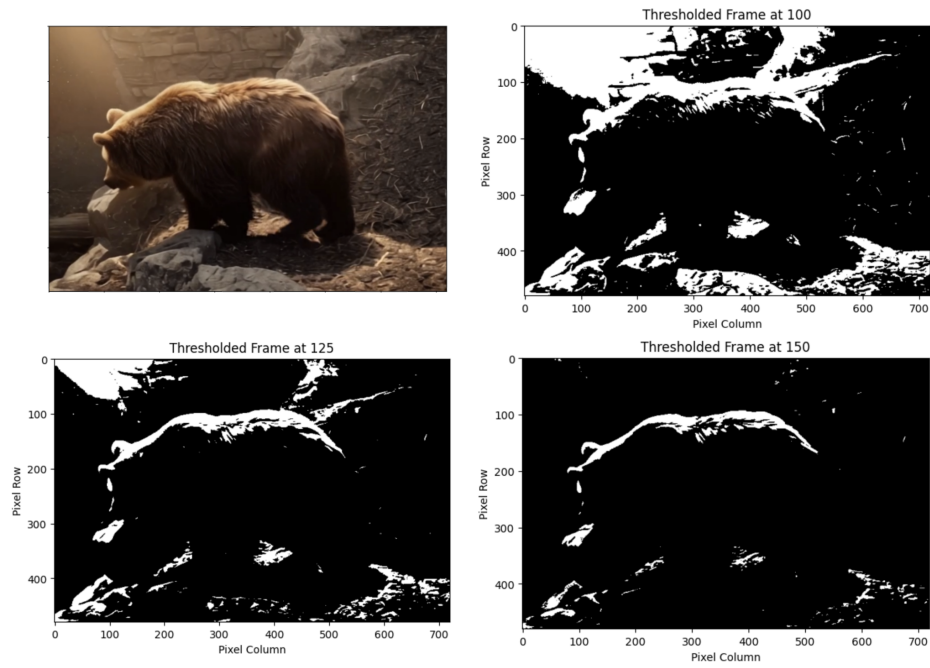 Thresholded Frame at 100
0
100
200
300
400
Pixel Row
0 100 200 300 400 500 600 700
Pixel Column
Thresholded Frame at 125
0
100
200
300
400
Pixel Row
0 100 200 300 400 500 600 700
Pixel Column
Thresholded Frame at 150
0
100
200
300
400
Pixel Row
0 100 200 300 400 500 600 700
Pixel Column